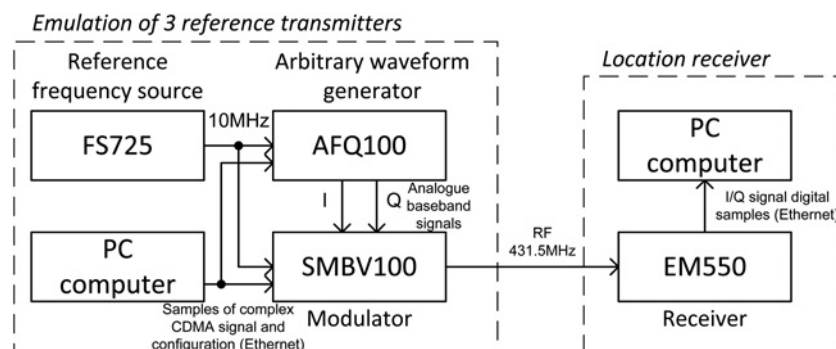 Emulation of 3 reference transmitters
Reference
frequency source
FS725
10MHz
Arbitrary waveform
generator
AFQ100
I
Q
Analogue
baseband
signals
PC
computer
Samples of complex
CDMA signal and
configuration (Ethernet)
SMBV100
Modulator
RF
431.5MHz
Location receiver
PC
computer
I/Q signal digital
samples (Ethernet)
EM550
Receiver